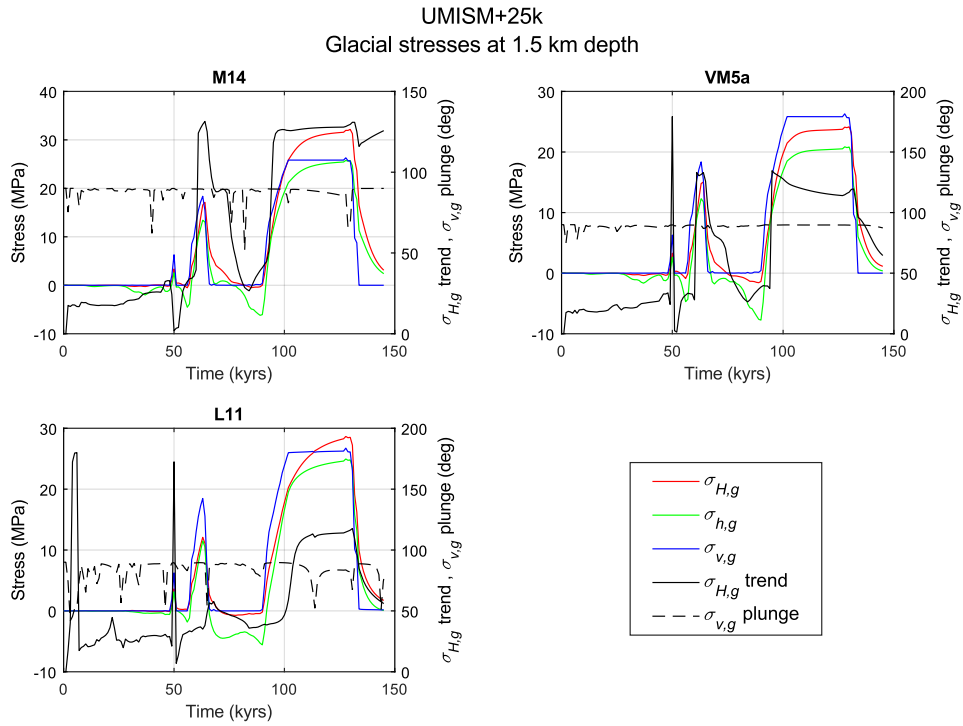 UMISM+25k
Glacial stresses at 1.5 km depth
M14
40
30
20
10
0
-10
Stress (MPa)
150
100
50
0
σH,g trend , σv,g plunge (deg)
0
50
100
150
Time (kyrs)
VM5a
30
20
10
0
-10
Stress (MPa)
200
150
100
50
0
σH,g trend , σv,g plunge (deg)
0
50
100
150
Time (kyrs)
L11
30
20
10
0
-10
Stress (MPa)
200
150
100
50
0
σH,g trend , σv,g plunge (deg)
0
50
100
150
Time (kyrs)
σH,g
σh,g
σv,g
σH,g trend
σv,g plunge